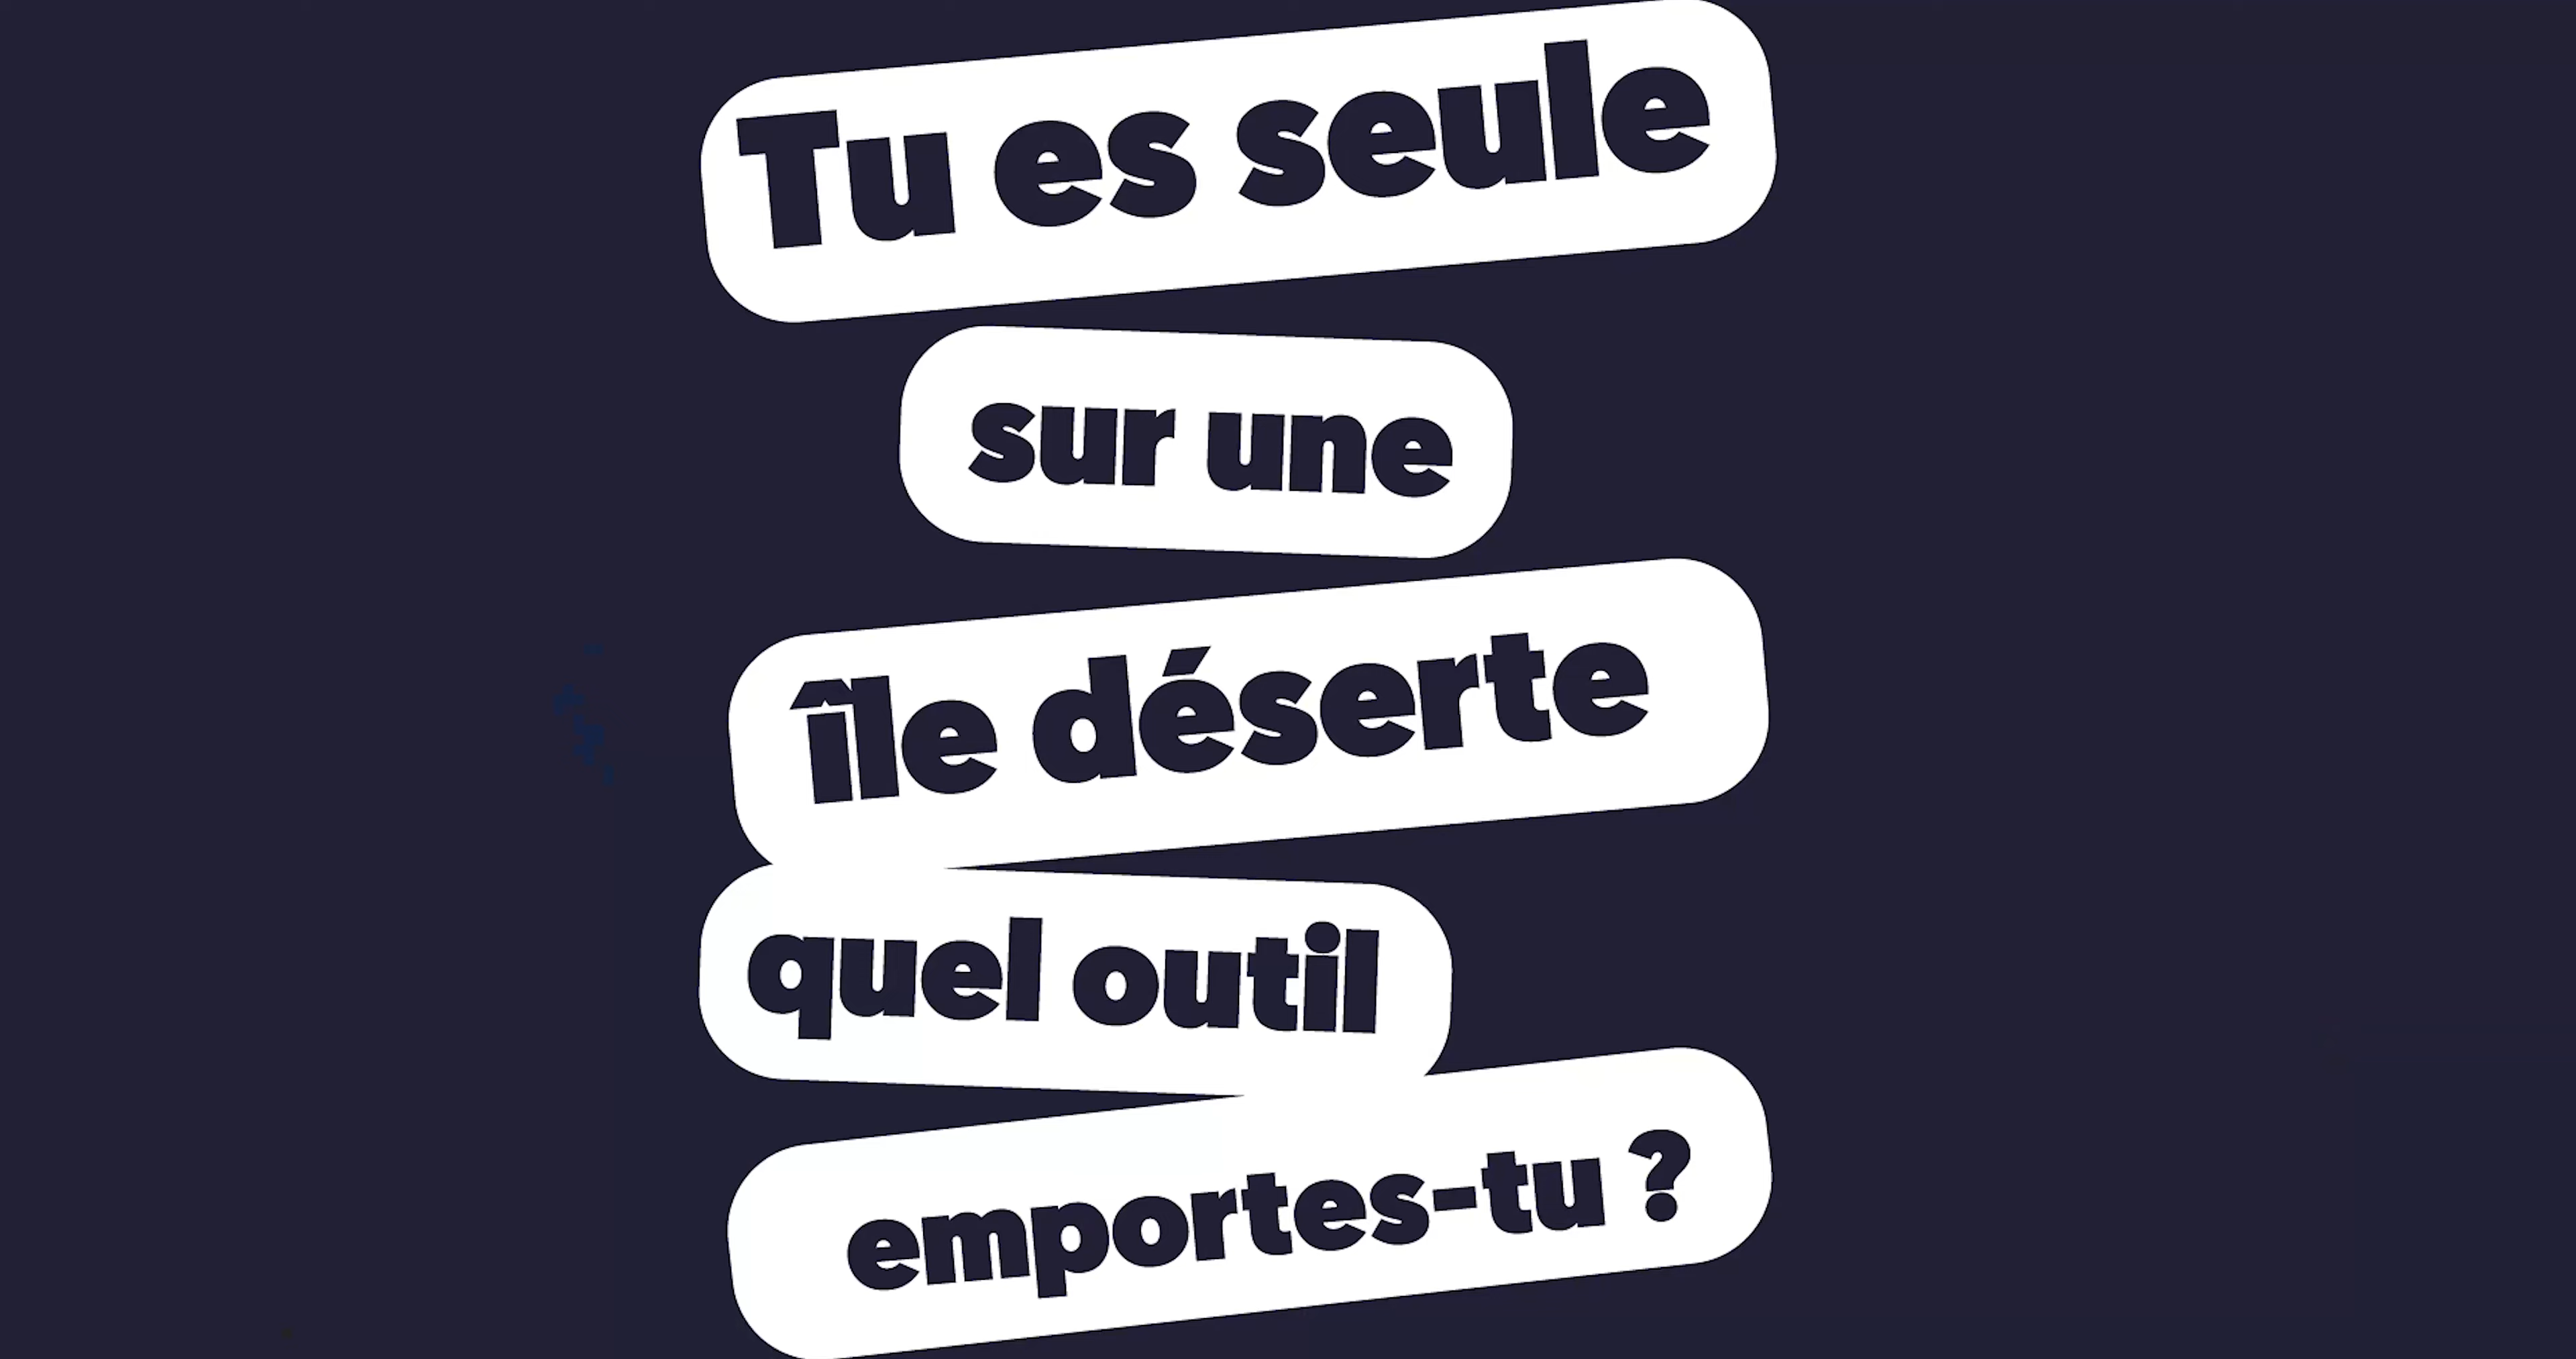 Tu es seule
sur une
île déserte
quel outil
emportes-tu ?